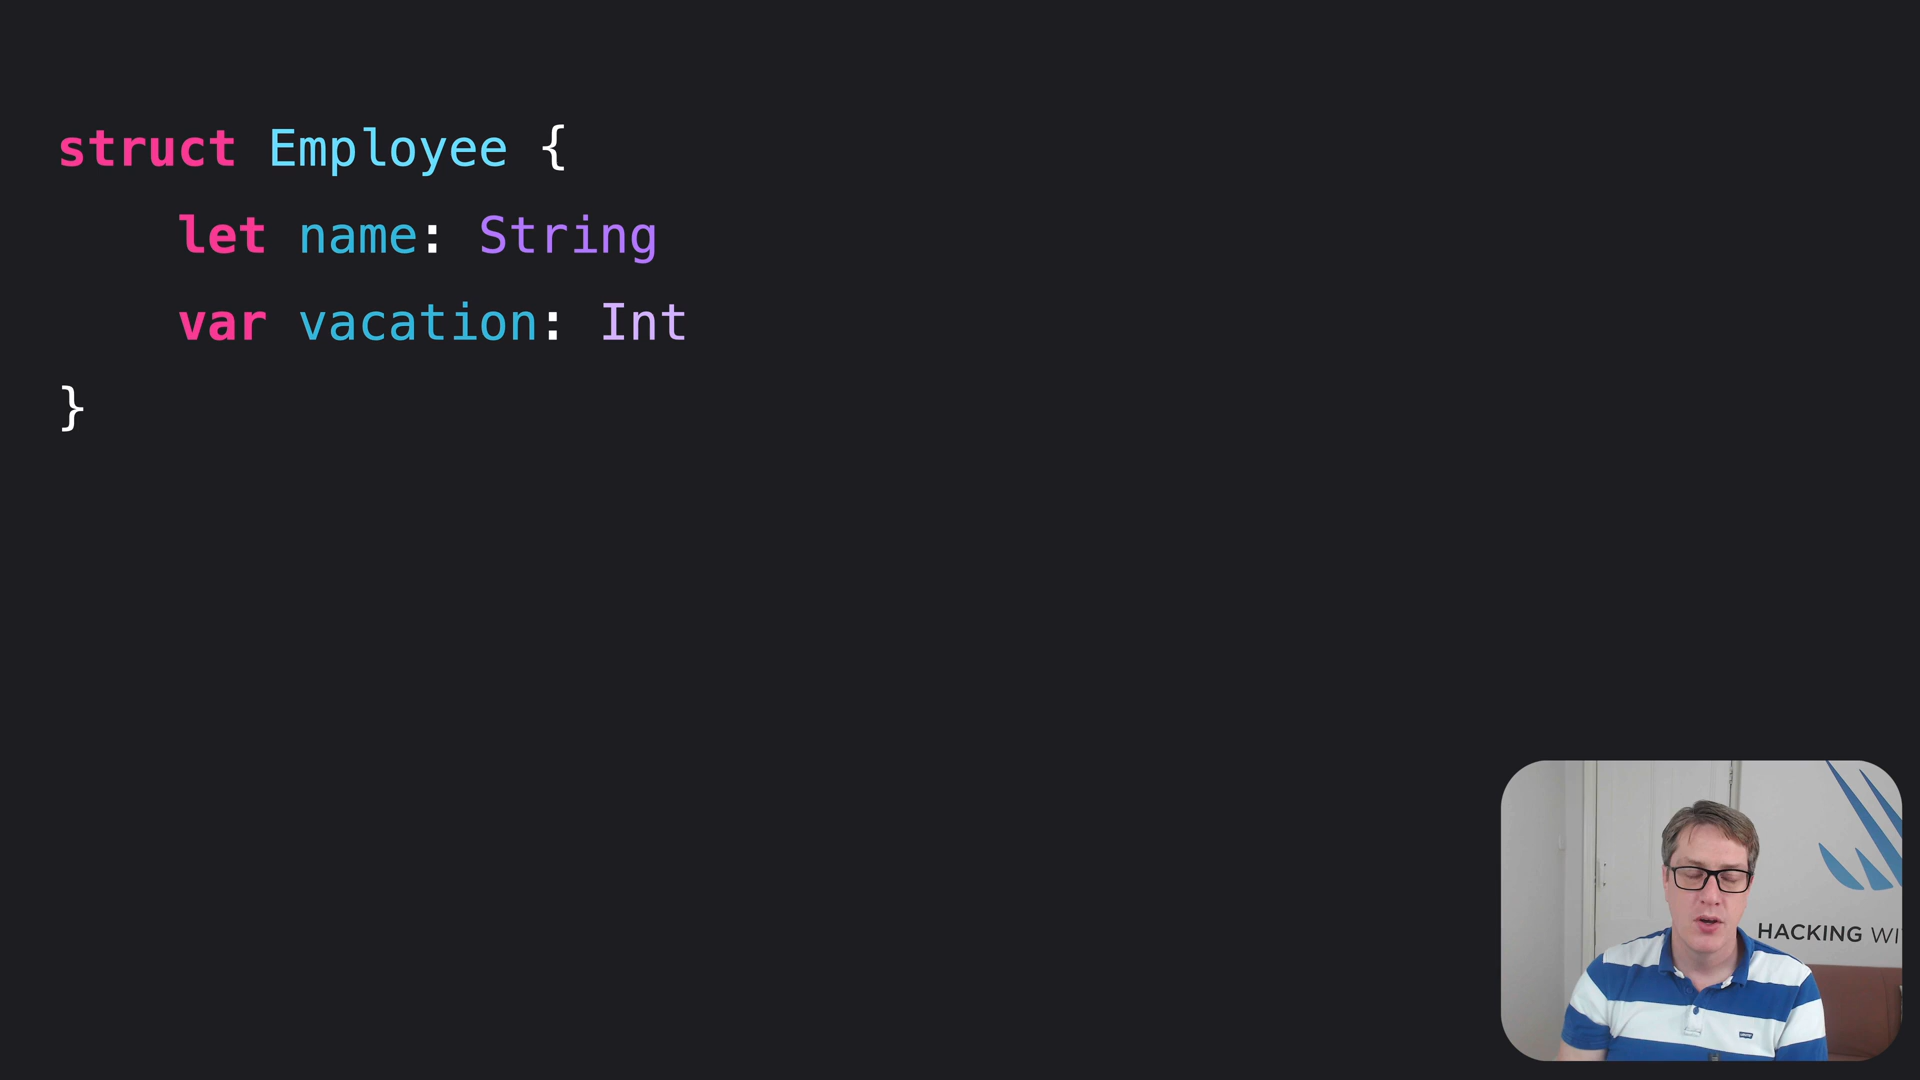 struct Employee {
    let name: String
    var vacation: Int
}
HACKING WI